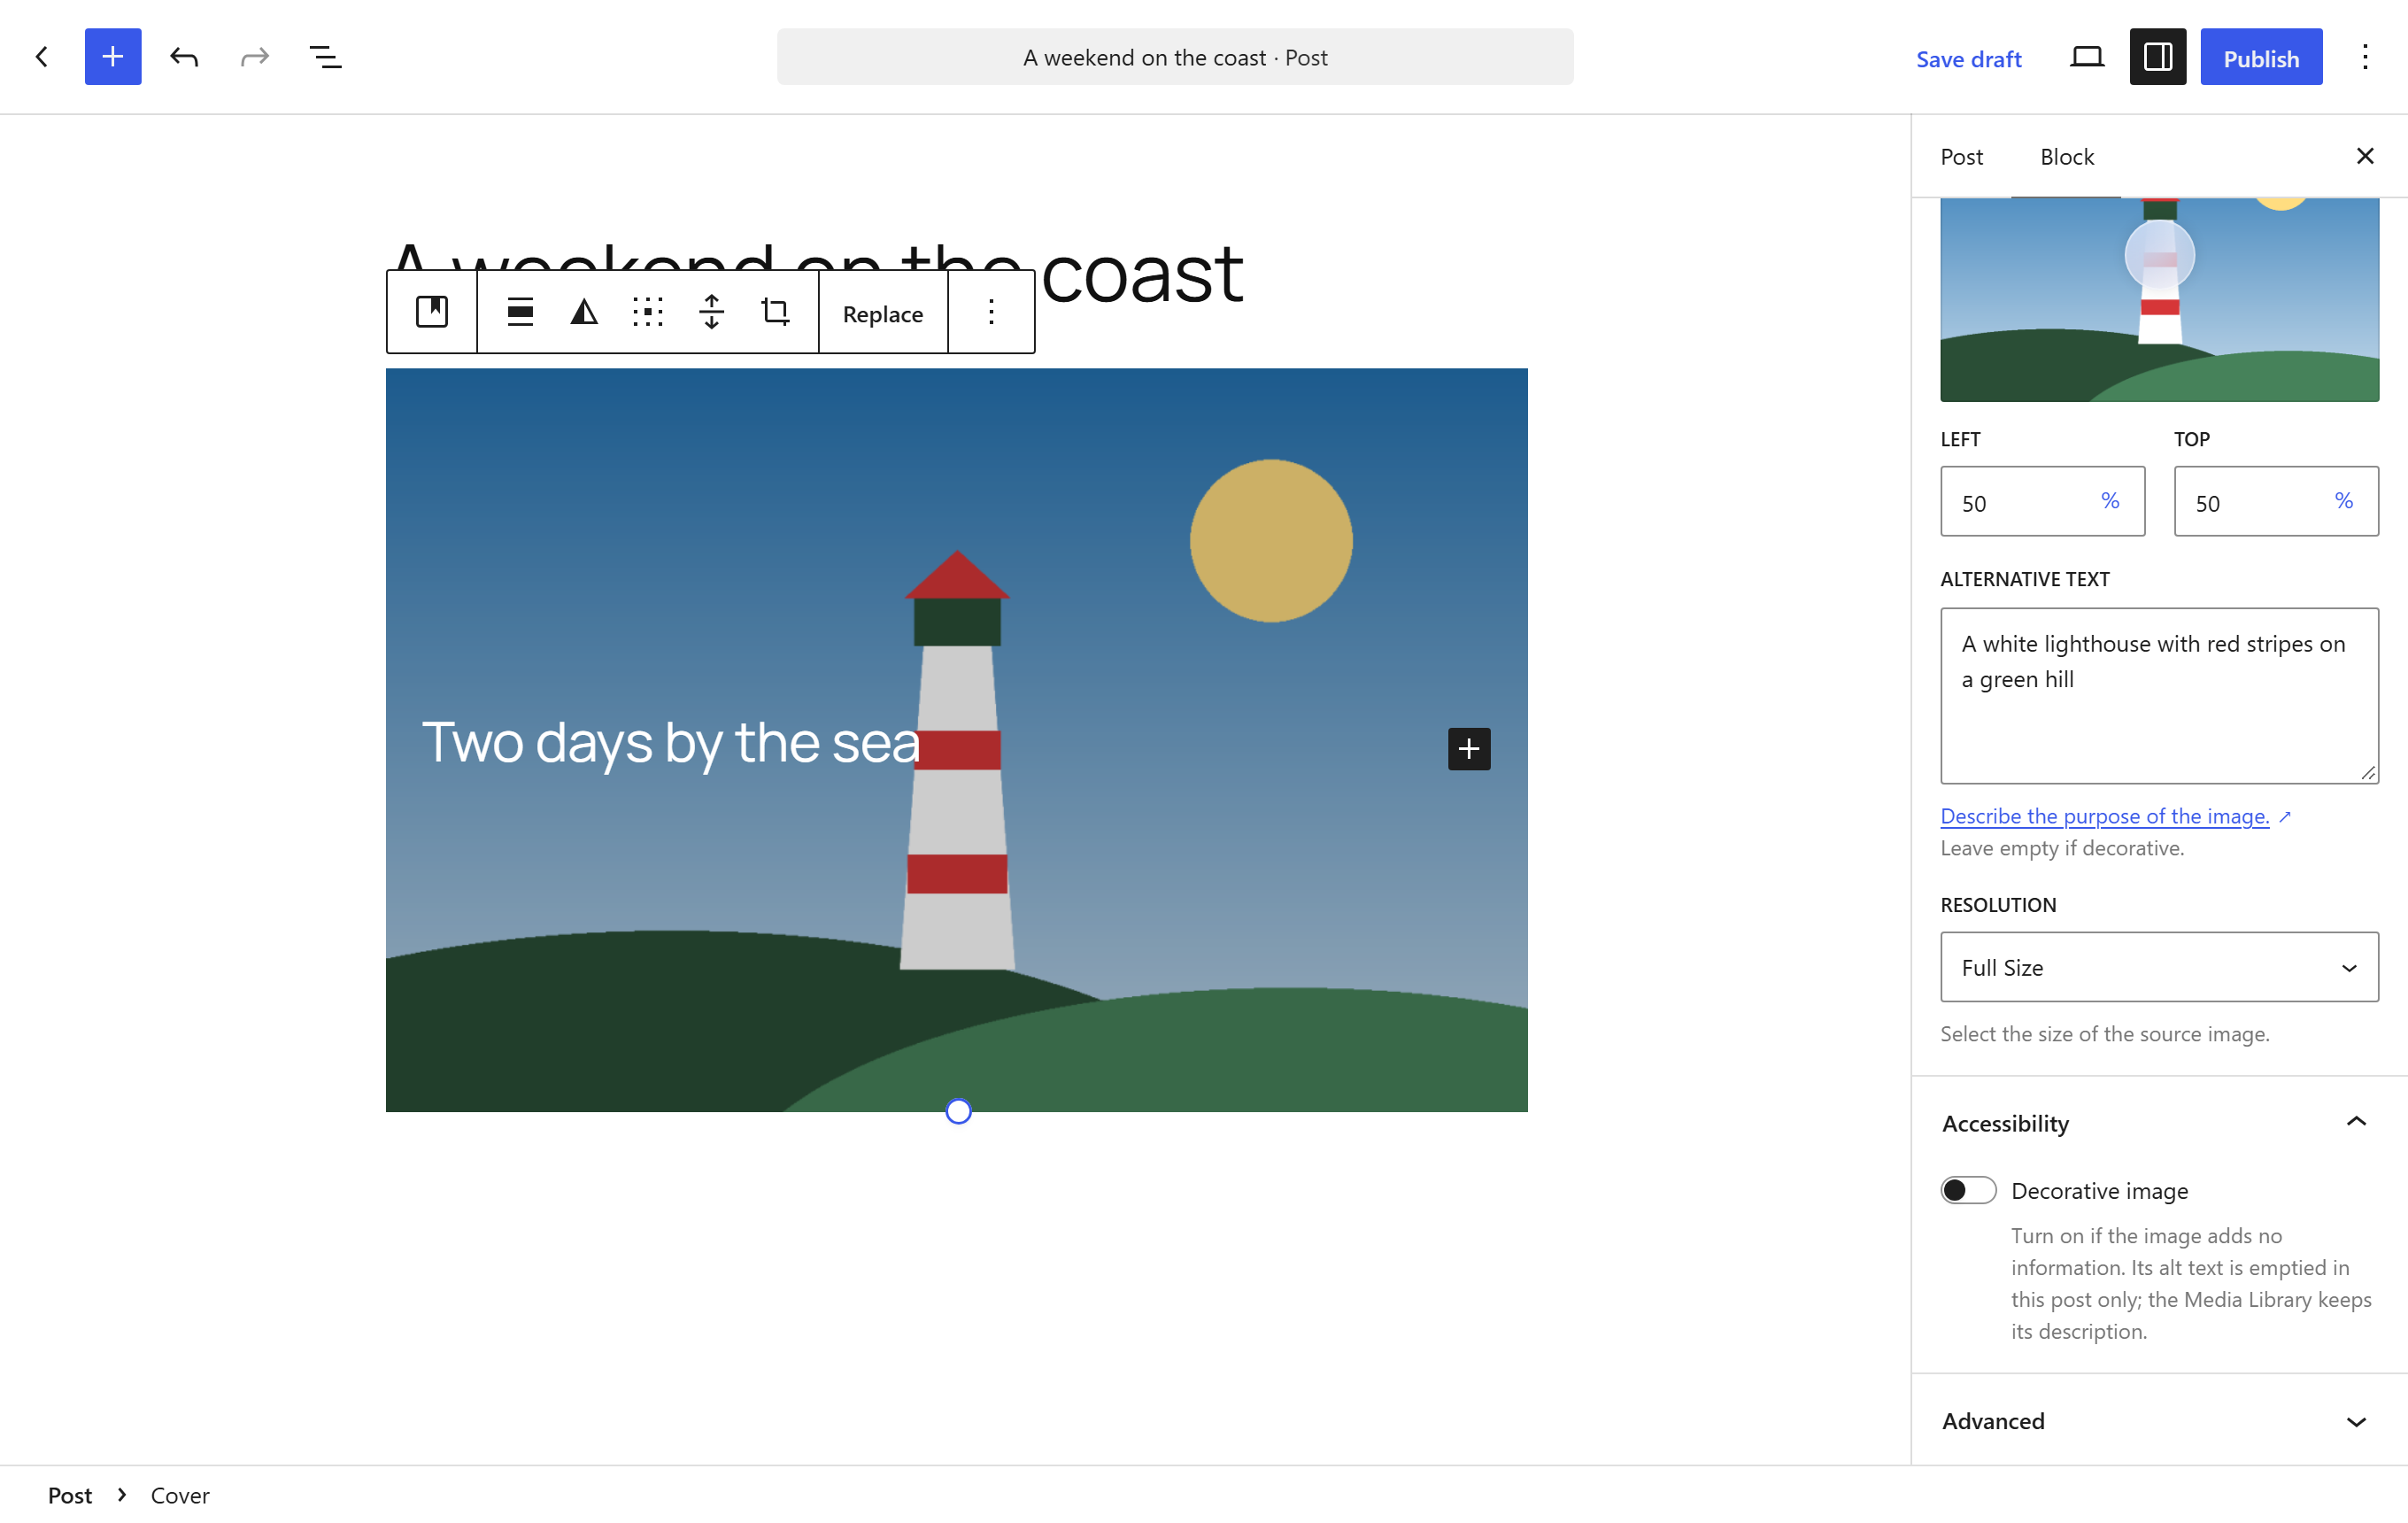 A weekend on the coast · Post
Save draft
Publish
Post
Block
A weekend on the coast
Replace
Two days by the sea
LEFT
TOP
50 %
50 %
ALTERNATIVE TEXT
A white lighthouse with red stripes on
a green hill
Describe the purpose of the image. ↗
Leave empty if decorative.
RESOLUTION
Full Size
Select the size of the source image.
Accessibility
Decorative image
Turn on if the image adds no
information. Its alt text is emptied in
this post only; the Media Library keeps
its description.
Advanced
Post
Cover